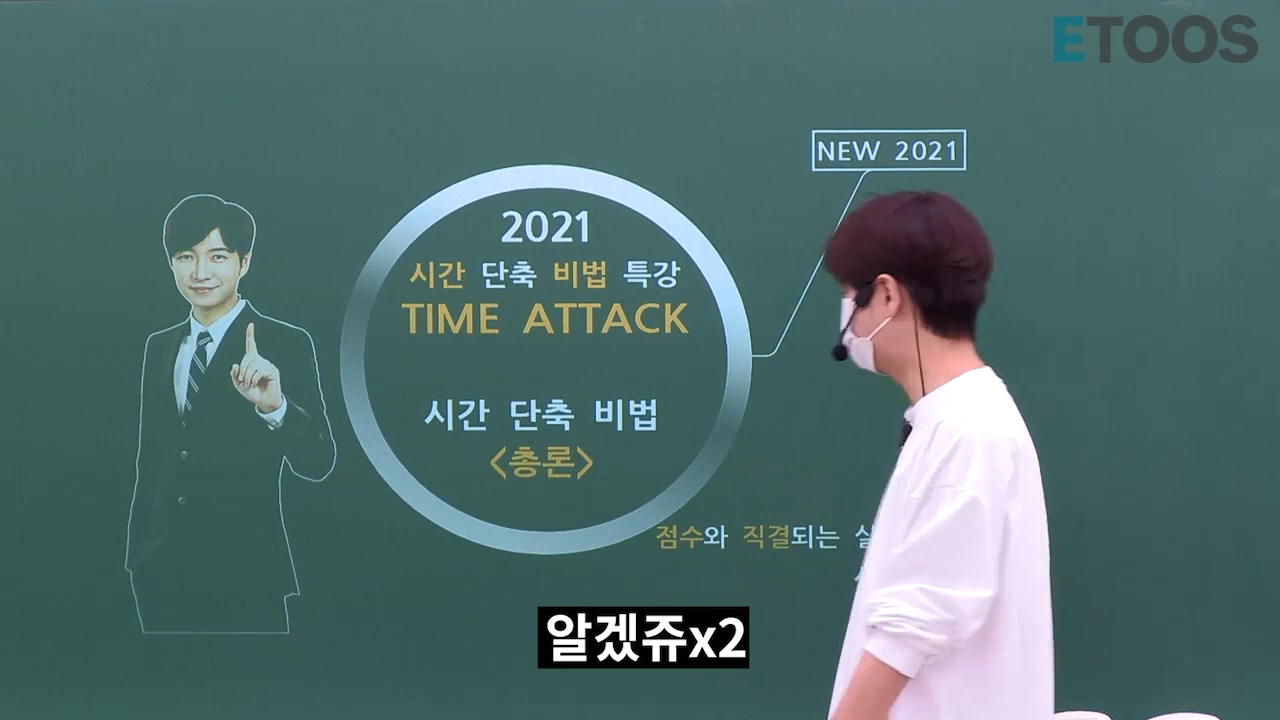 ETOOS
NEW 2021
2021
시간 단축 비법 특강
TIME ATTACK
시간 단축 비법
<총론>
점수와 직결되는
알겠쥬x2